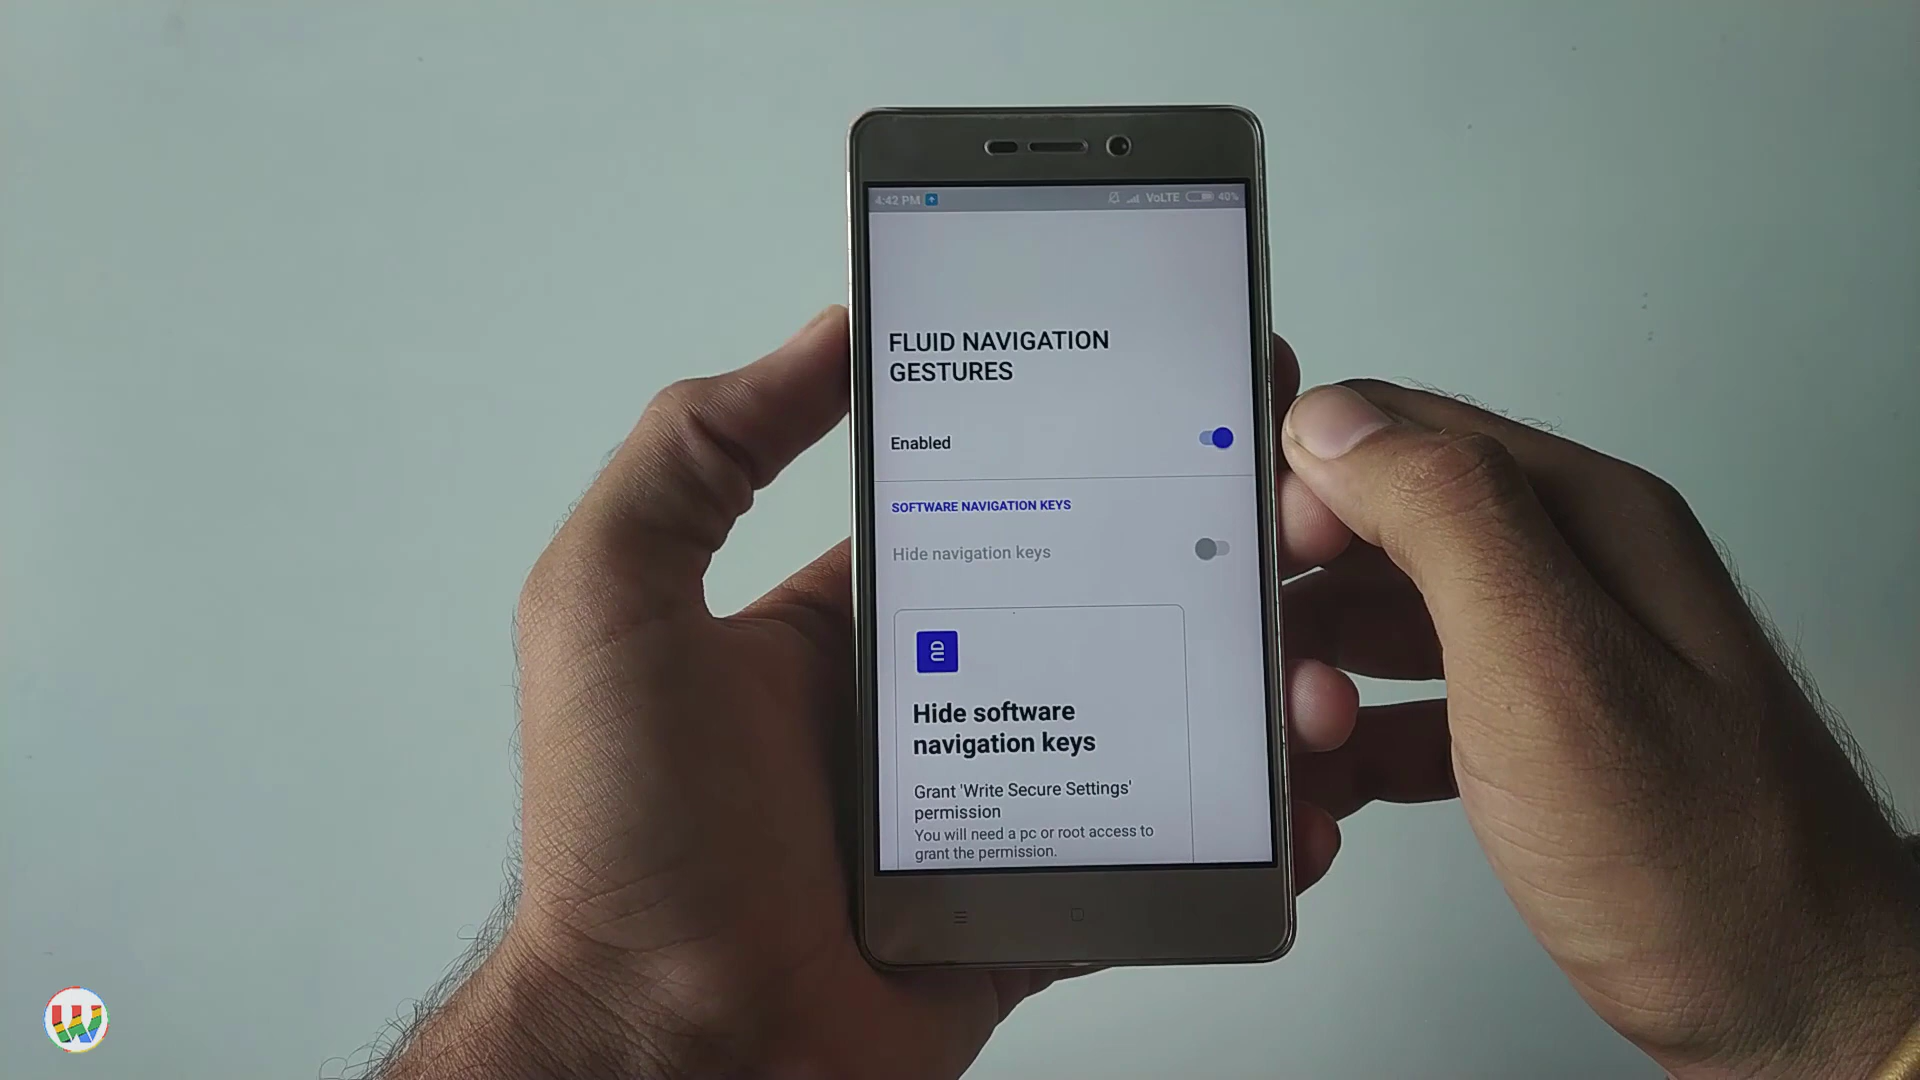 4:42 PM VoLTE 40%
FLUID NAVIGATION
GESTURES
Enabled
SOFTWARE NAVIGATION KEYS
Hide navigation keys
Hide software
navigation keys
Grant 'Write Secure Settings'
permission
You will need a pc or root access to
grant the permission.
W